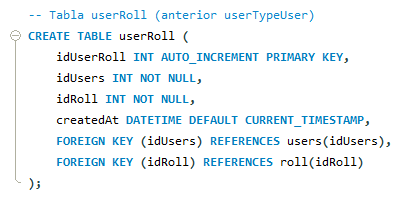 -- Tabla userRoll (anterior userTypeUser)
CREATE TABLE userRoll (
    idUserRoll INT AUTO_INCREMENT PRIMARY KEY,
    idUsers INT NOT NULL,
    idRoll INT NOT NULL,
    createdAt DATETIME DEFAULT CURRENT_TIMESTAMP,
    FOREIGN KEY (idUsers) REFERENCES users(idUsers),
    FOREIGN KEY (idRoll) REFERENCES roll(idRoll)
);